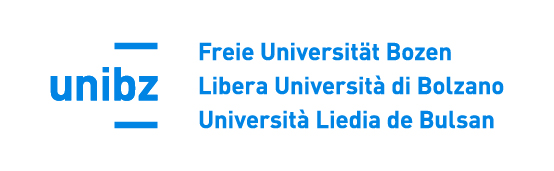 unibz
Freie Universität Bozen
Libera Università di Bolzano
Università Liedia de Bulsan